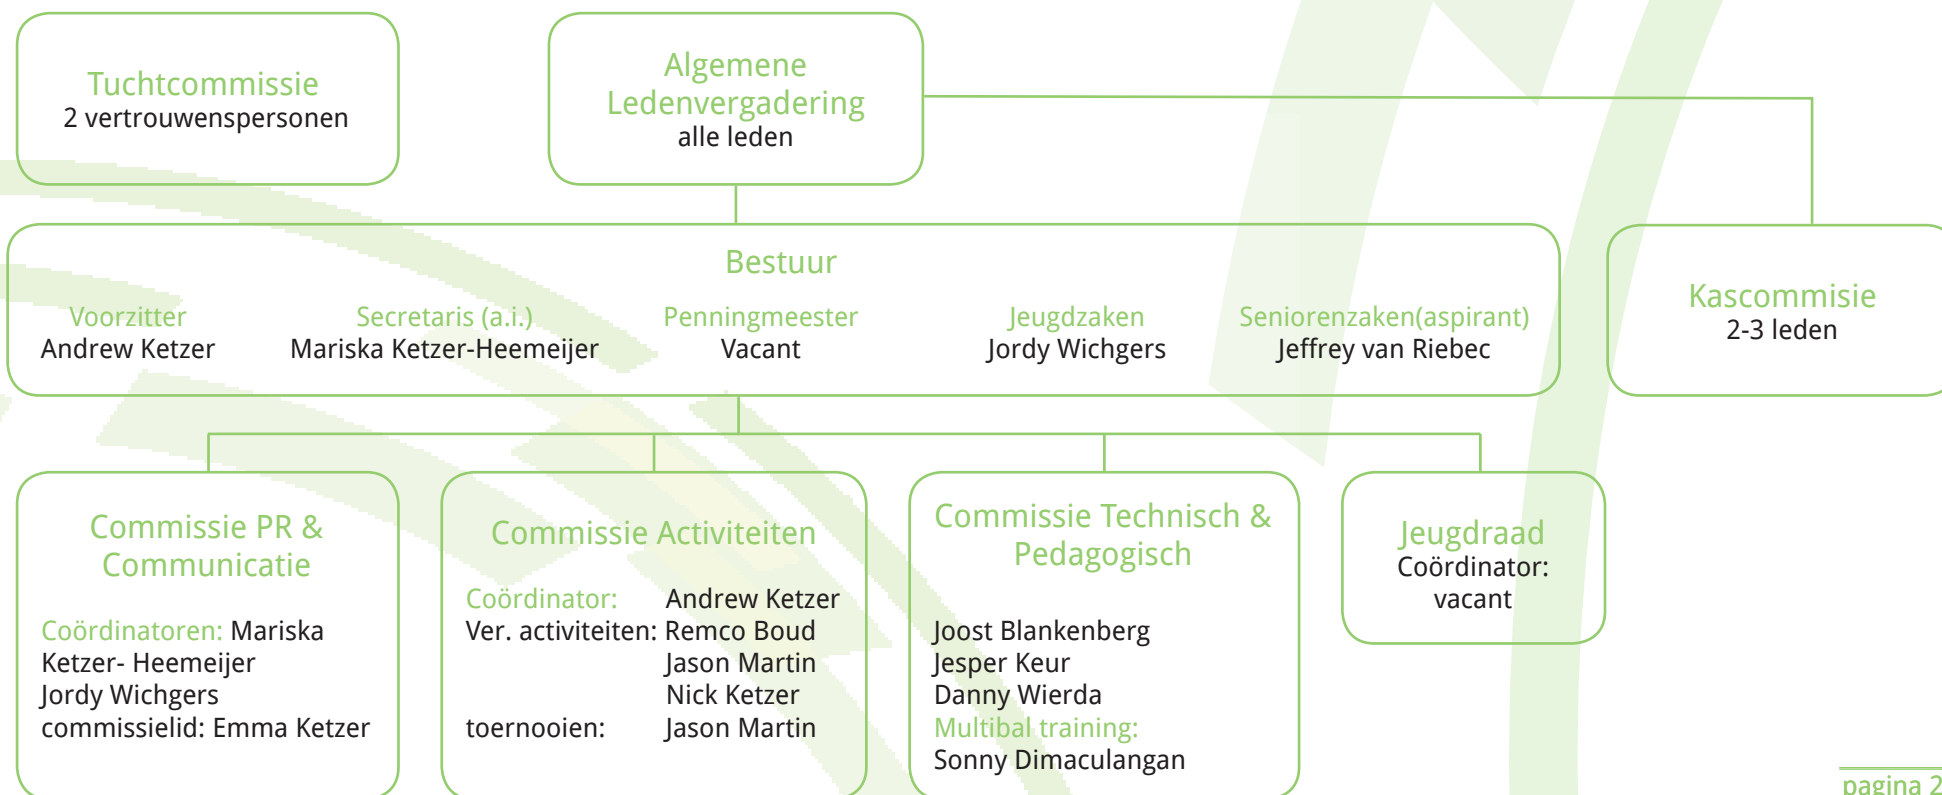 Tuchtcommissie
2 vertrouwenspersonen
Algemene
Ledenvergadering
alle leden
Bestuur
Voorzitter
Andrew Ketzer
Secretaris (a.i.)
Mariska Ketzer-Heemeijer
Penningmeester
Vacant
Jeugdzaken
Jordy Wichgers
Seniorenzaken(aspirant)
Jeffrey van Riebec
Kascommisie
2-3 leden
Commissie PR &
Communicatie
Coördinatoren: Mariska
Ketzer- Heemeijer
Jordy Wichgers
commissielid: Emma Ketzer
Commissie Activiteiten
Coördinator: Andrew Ketzer
Ver. activiteiten: Remco Boud
Jason Martin
Nick Ketzer
toernooien: Jason Martin
Commissie Technisch &
Pedagogisch
Joost Blankenberg
Jesper Keur
Danny Wierda
Multibal training:
Sonny Dimaculangan
Jeugdraad
Coördinator:
vacant
pagina 2